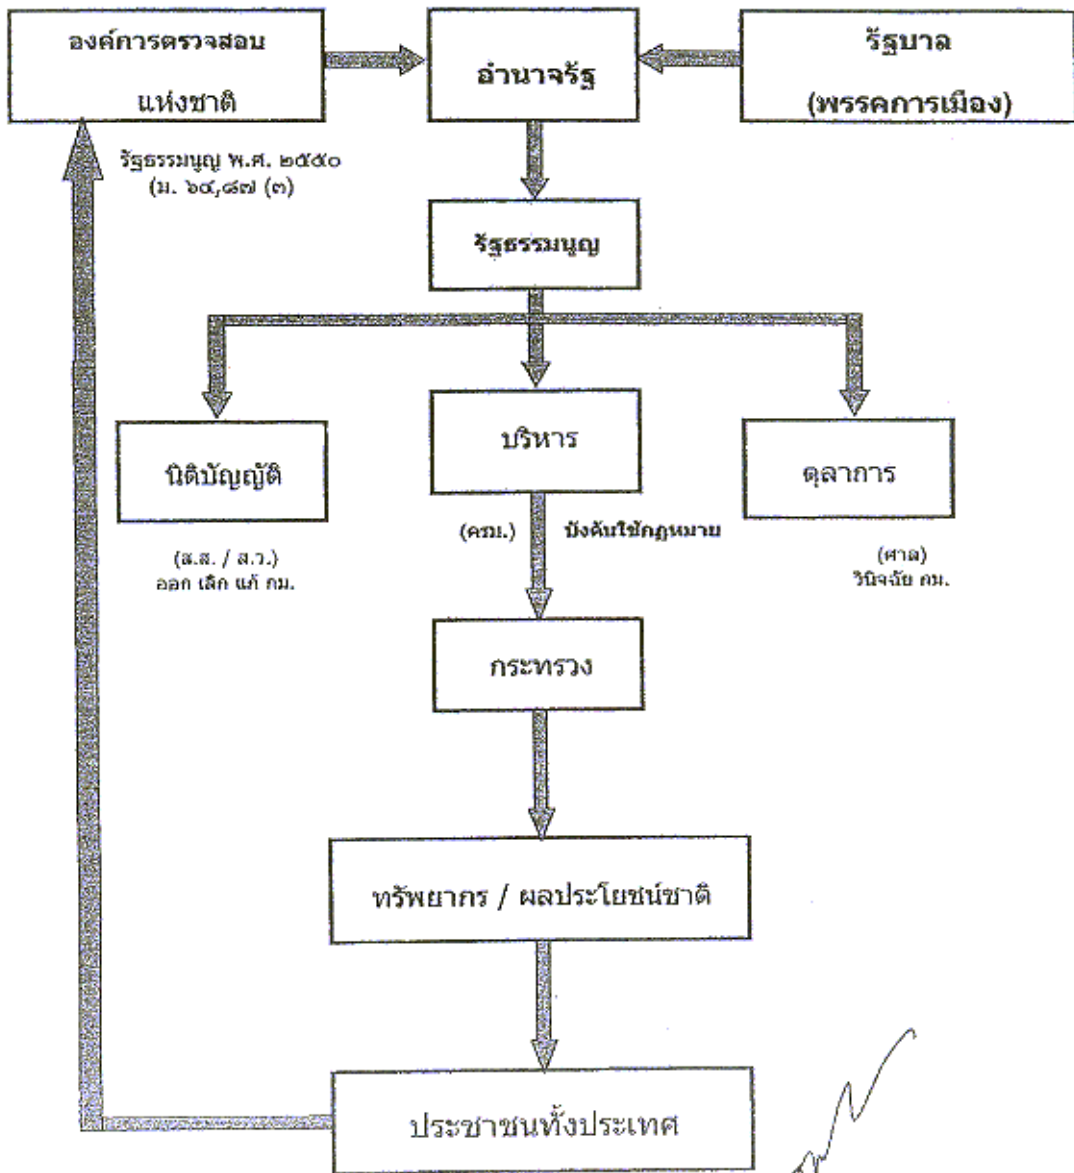 องค์การตรวจสอบ
แห่งชาติ
อำนาจรัฐ
รัฐบาล
(พรรคการเมือง)
รัฐธรรมนูญ พ.ศ. ๒๕๕๐
(ม. ๖๔,๘๗ (๓)
รัฐธรรมนูญ
นิติบัญญัติ
บริหาร
ตุลาการ
(ส.ส. / ส.ว.)
ออก เลิก แก้ กม.
(ครม.)
บังคับใช้กฎหมาย
(ศาล)
วินิจฉัย กม.
กระทรวง
ทรัพยากร / ผลประโยชน์ชาติ
ประชาชนทั้งประเทศ